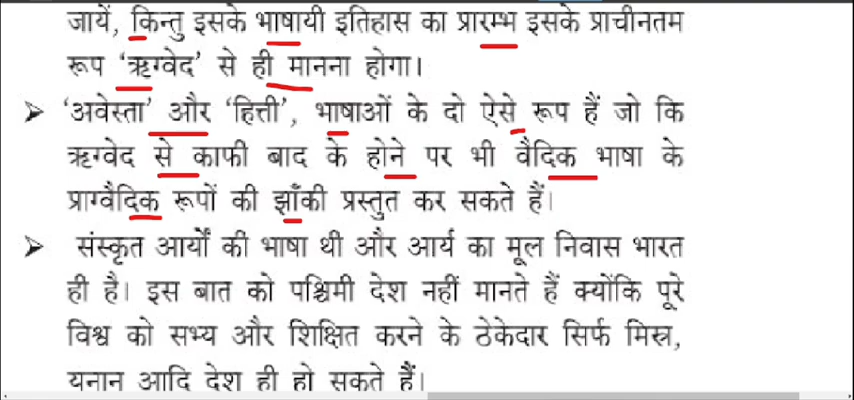 जायें, किन्तु इसके भाषायी इतिहास का प्रारम्भ इसके प्राचीनतम
रूप ‘ऋग्वेद’ से ही मानना होगा।
➢ ‘अवेस्ता’ और ‘हित्ती’, भाषाओं के दो ऐसे रूप हैं जो कि
ऋग्वेद से काफी बाद के होने पर भी वैदिक भाषा के
प्राग्वैदिक रूपों की झाँकी प्रस्तुत कर सकते हैं।
➢ संस्कृत आर्यों की भाषा थी और आर्य का मूल निवास भारत
ही है। इस बात को पश्चिमी देश नहीं मानते हैं क्योंकि पूरे
विश्व को सभ्य और शिक्षित करने के ठेकेदार सिर्फ मिस्र,
यूनान आदि देश ही हो सकते हैं।